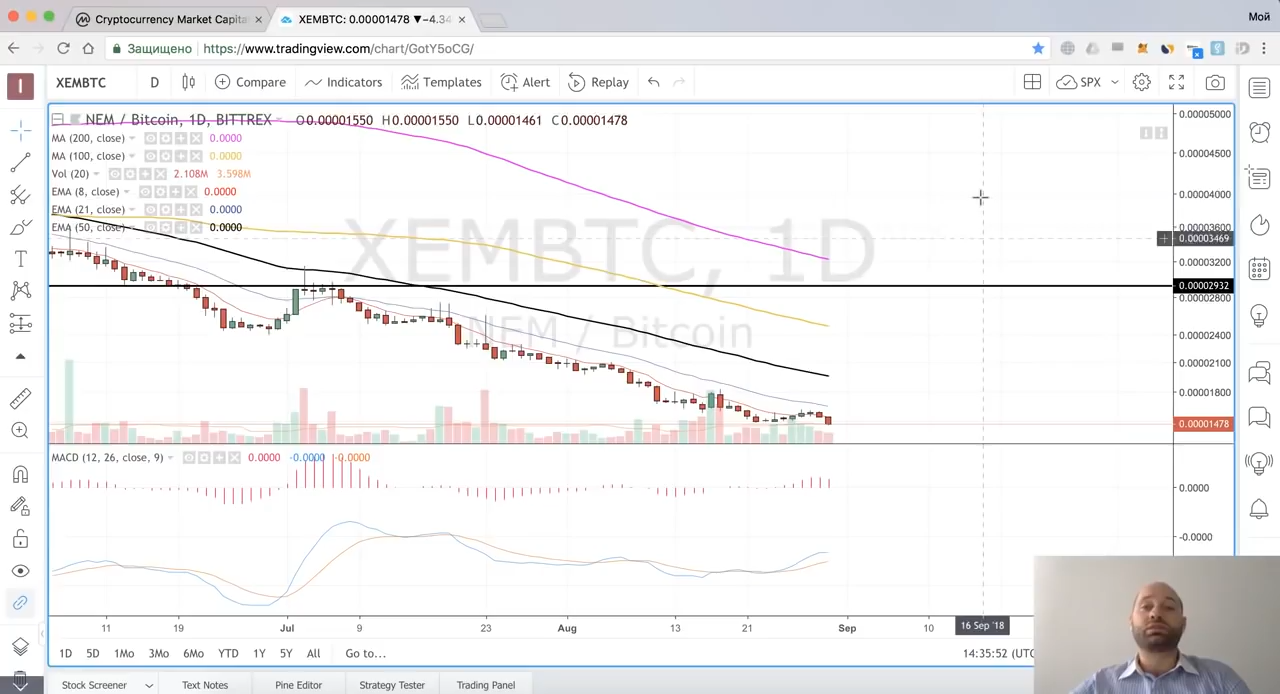 Cryptocurrency Market Capita
XEMBTC: 0.00001478 ▼−4.34
Мой
Защищено
https://www.tradingview.com/chart/GotY5oCG/
XEMBTC
D
Compare
Indicators
Templates
Alert
Replay
SPX
NEM / Bitcoin, 1D, BITTREX
O0.00001550 H0.00001550 L0.00001461 C0.00001478
MA (200, close) 0.0000
MA (100, close) 0.0000
Vol (20) 2.108M 3.598M
EMA (8, close) 0.0000
EMA (21, close) 0.0000
EMA (50, close) 0.0000
XEMBTC, 1D
NEM / Bitcoin
0.00005000
0.00004500
0.00004000
0.00003600
0.00003469
0.00003200
0.00002932
0.00002800
0.00002400
0.00002100
0.00001800
0.00001478
MACD (12, 26, close, 9) 0.0000 -0.0000 -0.0000
0.0000
-0.0000
11 19 Jul 9 23 Aug 13 21 Sep 10 16 Sep '18
1D 5D 1Mo 3Mo 6Mo YTD 1Y 5Y All Go to...
14:35:52 (UTC
Stock Screener
Text Notes
Pine Editor
Strategy Tester
Trading Panel